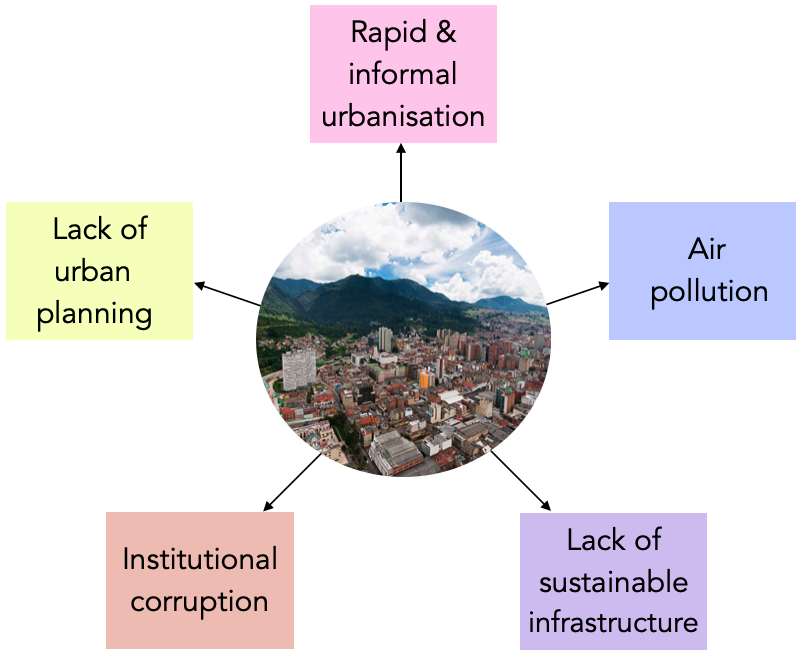 Rapid &
informal
urbanisation
Lack of
urban
planning
Air
pollution
Institutional
corruption
Lack of
sustainable
infrastructure